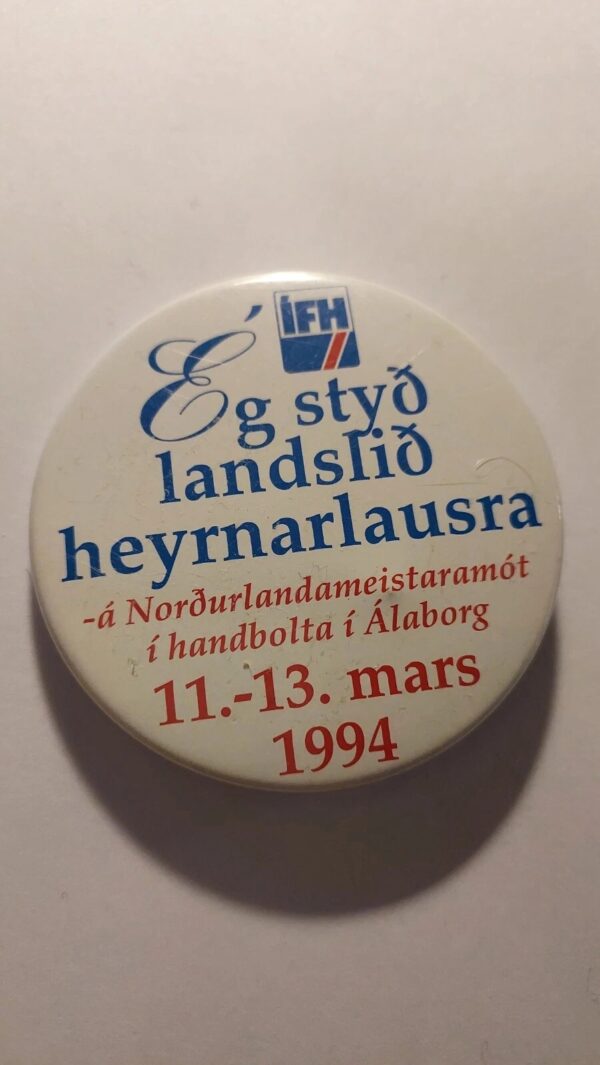 ÍFH
Ég styð
landslið
heyrnarlausra
-á Norðurlandameistaramót
í handbolta í Álaborg
11.-13. mars
1994